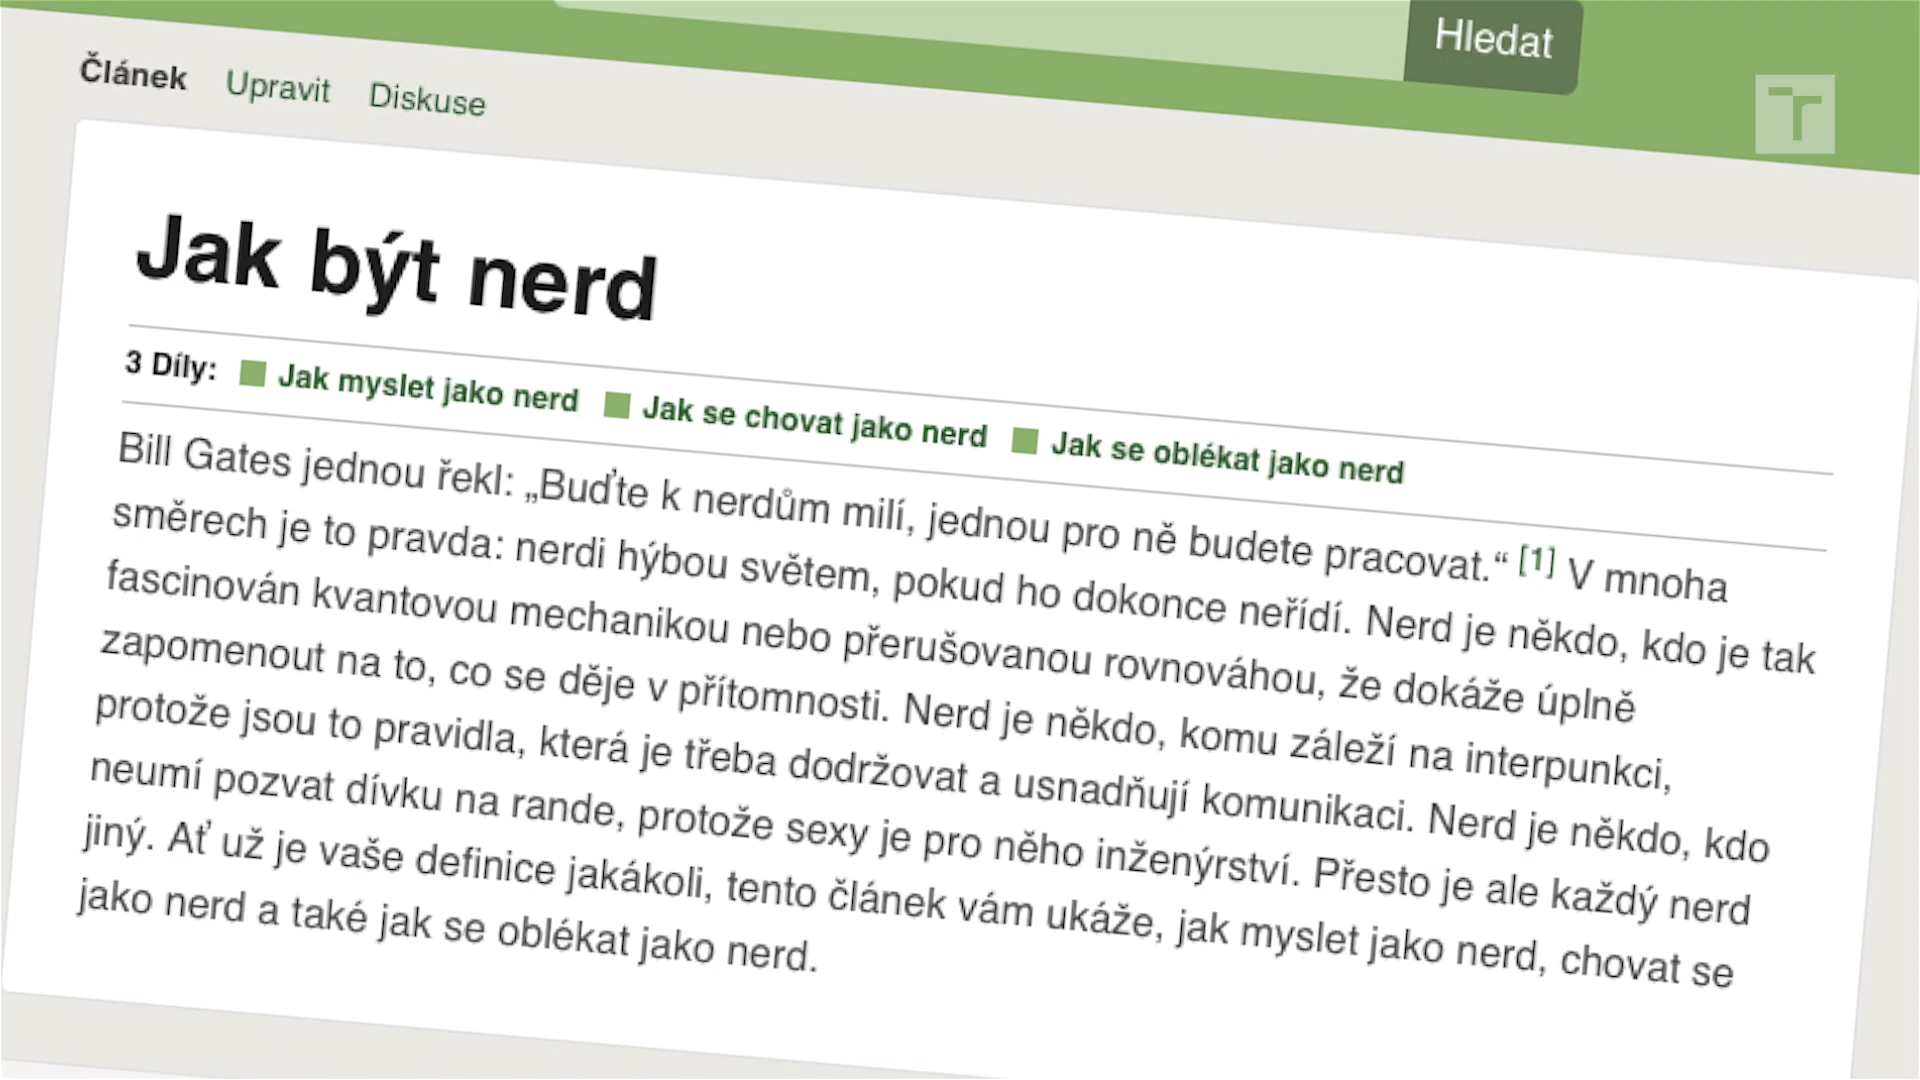 Hledat
Článek Upravit Diskuse
Jak být nerd
3 Díly: Jak myslet jako nerd Jak se chovat jako nerd Jak se oblékat jako nerd
Bill Gates jednou řekl: „Buďte k nerdům milí, jednou pro ně budete pracovat.“ [1] V mnoha
směrech je to pravda: nerdi hýbou světem, pokud ho dokonce neřídí. Nerd je někdo, kdo je tak
fascinován kvantovou mechanikou nebo přerušovanou rovnováhou, že dokáže úplně
zapomenout na to, co se děje v přítomnosti. Nerd je někdo, komu záleží na interpunkci,
protože jsou to pravidla, která je třeba dodržovat a usnadňují komunikaci. Nerd je někdo, kdo
neumí pozvat dívku na rande, protože sexy je pro něho inženýrství. Přesto je ale každý nerd
jiný. Ať už je vaše definice jakákoli, tento článek vám ukáže, jak myslet jako nerd, chovat se
jako nerd a také jak se oblékat jako nerd.